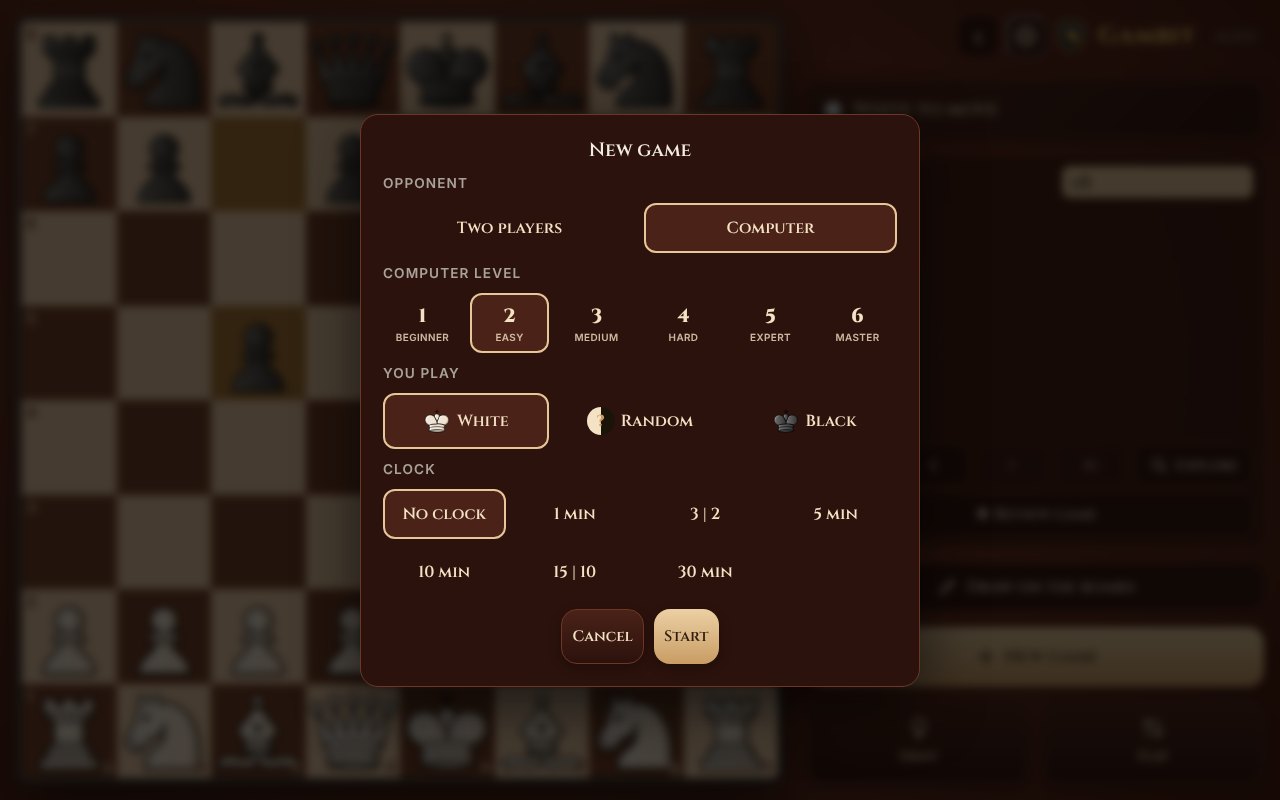 Gambit
New game
OPPONENT
Two players
Computer
COMPUTER LEVEL
1 2 3 4 5 6
BEGINNER EASY MEDIUM HARD EXPERT MASTER
YOU PLAY
White Random Black
CLOCK
No clock 1 min 3 | 2 5 min
10 min 15 | 10 30 min
Cancel Start